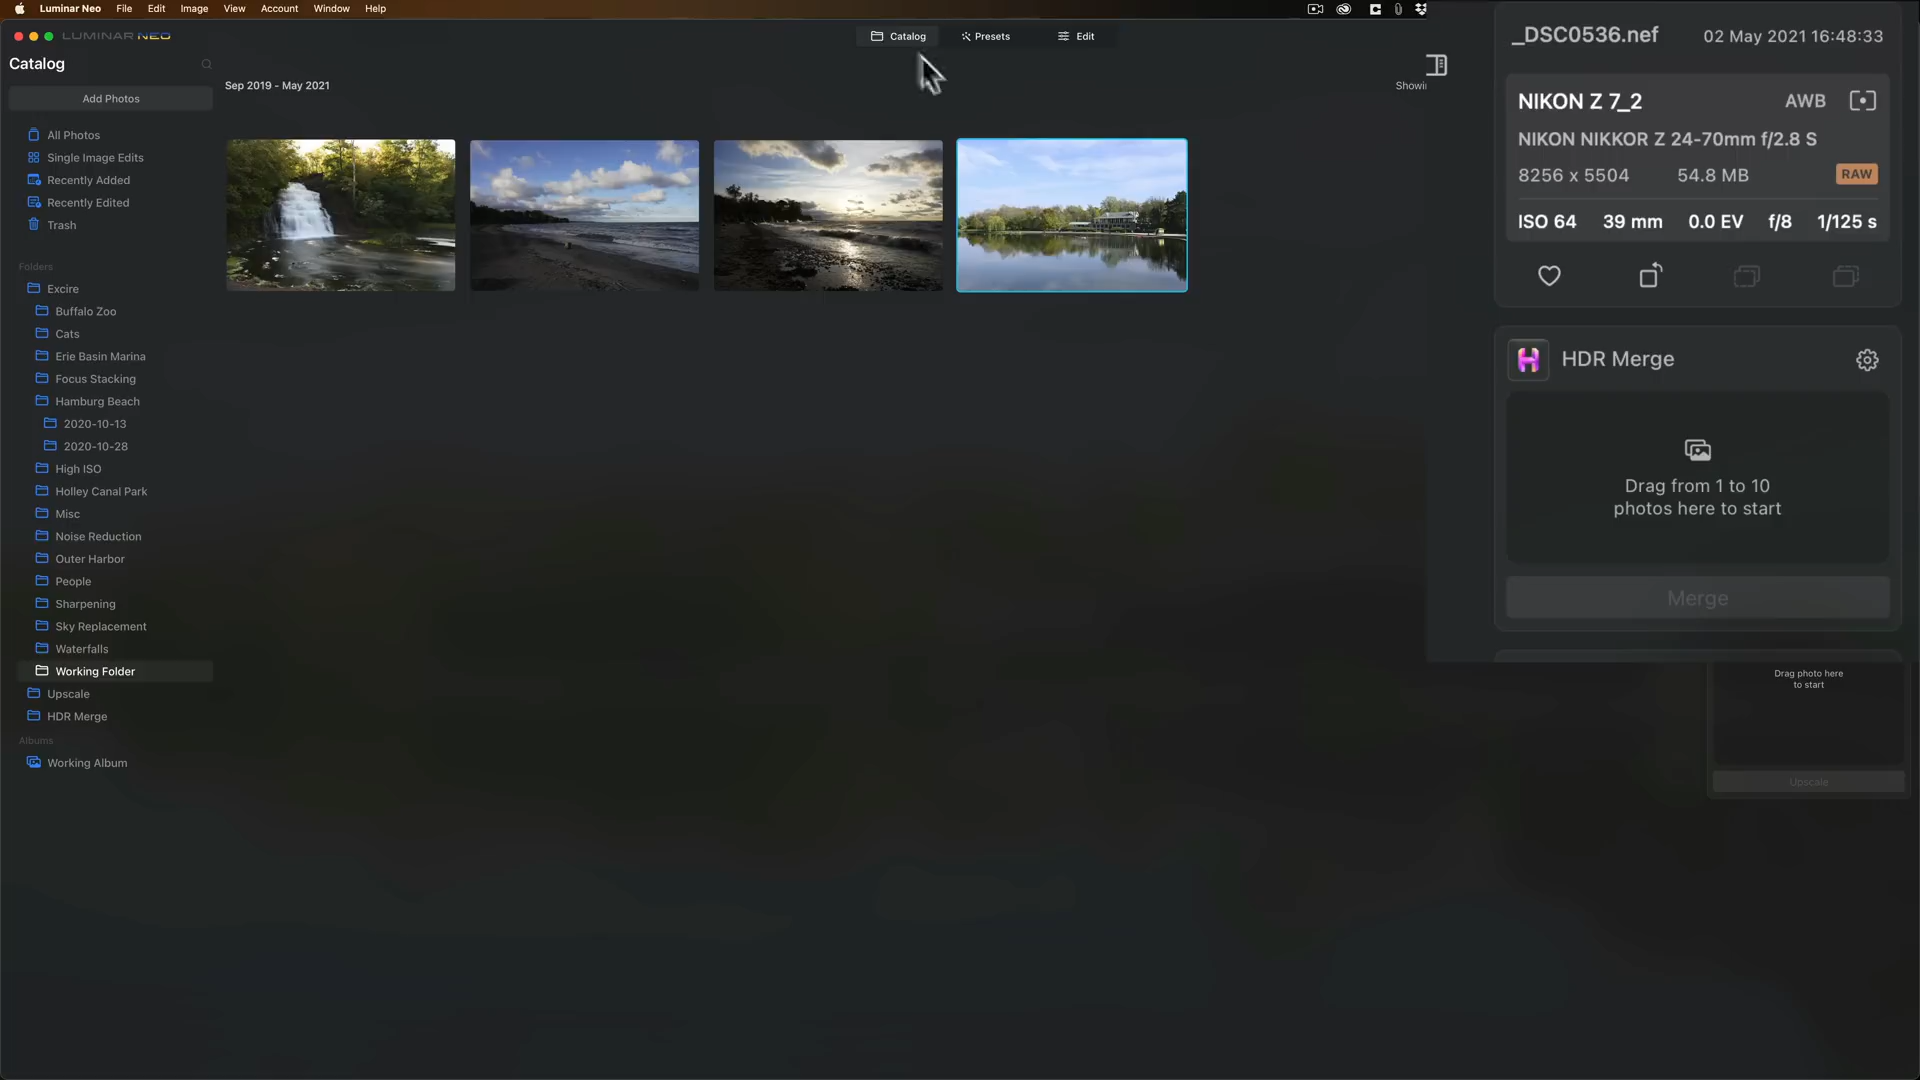 Luminar Neo File Edit Image View Account Window Help
LUMINAR NEO
Catalog Presets Edit
Catalog
Add Photos
Sep 2019 - May 2021
Showi
All Photos
Single Image Edits
Recently Added
Recently Edited
Trash
Folders
Excire
Buffalo Zoo
Cats
Erie Basin Marina
Focus Stacking
Hamburg Beach
2020-10-13
2020-10-28
High ISO
Holley Canal Park
Misc
Noise Reduction
Outer Harbor
People
Sharpening
Sky Replacement
Waterfalls
Working Folder
Upscale
HDR Merge
Albums
Working Album
_DSC0536.nef 02 May 2021 16:48:33
NIKON Z 7_2 AWB
NIKON NIKKOR Z 24-70mm f/2.8 S
8256 x 5504 54.8 MB RAW
ISO 64 39 mm 0.0 EV f/8 1/125 s
HDR Merge
Drag from 1 to 10
photos here to start
Merge
Drag photo here
to start
Upscale